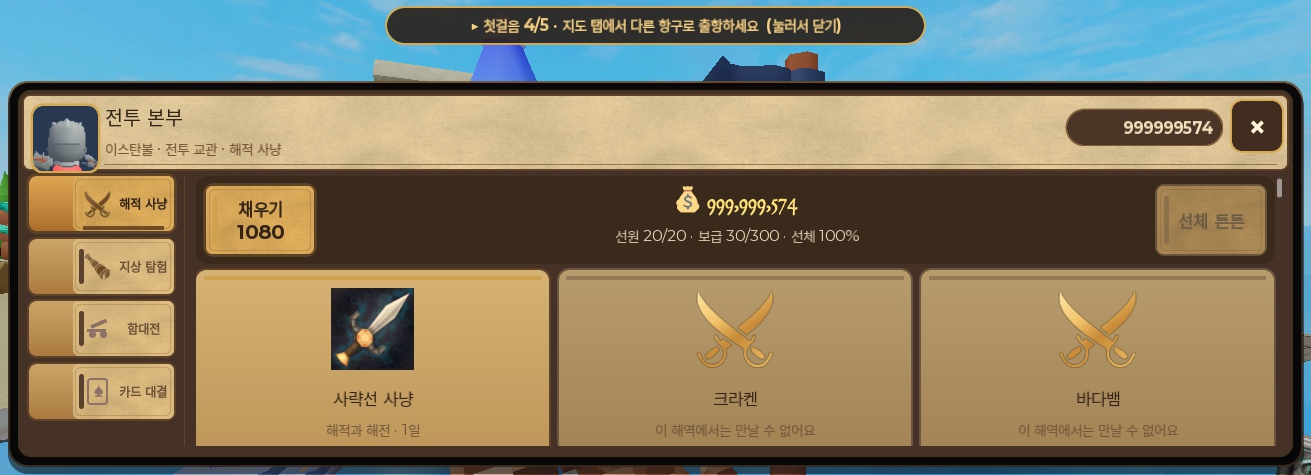 ▸ 첫걸음 4/5 · 지도 탭에서 다른 항구로 출항하세요 (눌러서 닫기)
전투 본부
이스탄불 · 전투 교관 · 해적 사냥
999999574
×
해적 사냥
지상 탐험
함대전
카드 대결
채우기
1080
999,999,574
선원 20/20 · 보급 30/300 · 선체 100%
선체 튼튼
사략선 사냥
해적과 해전 · 1일
크라켄
이 해역에서는 만날 수 없어요
바다뱀
이 해역에서는 만날 수 없어요